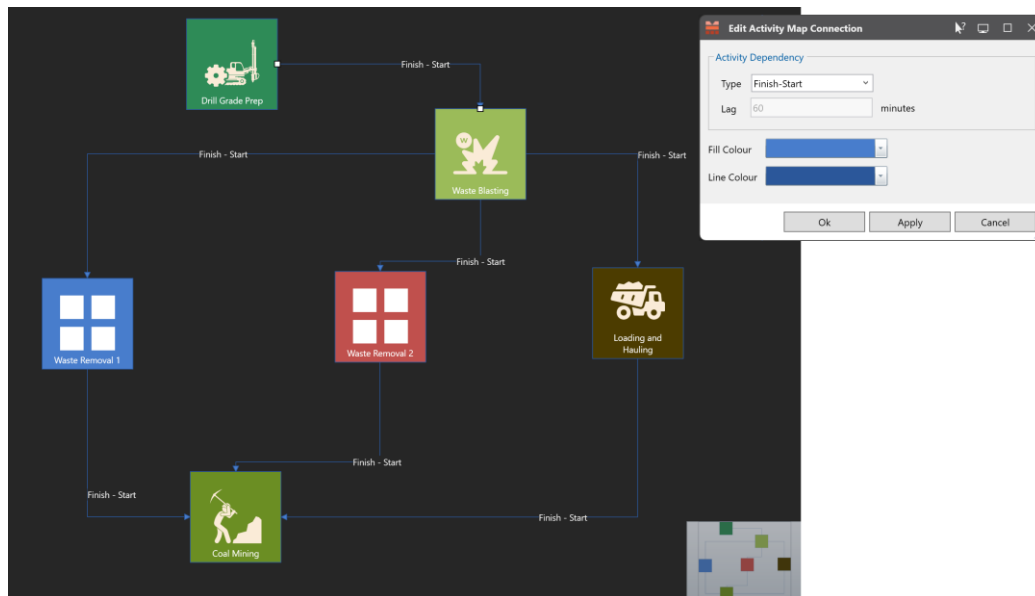 Edit Activity Map Connection
Activity Dependency
Type Finish-Start
Lag 60 minutes
Fill Colour
Line Colour
Ok Apply Cancel
Finish - Start
Drill Grade Prep
Finish - Start
Finish - Start
W
Waste Blasting
Finish - Start
Waste Removal 1
Waste Removal 2
Loading and
Hauling
Finish - Start
Finish - Start
Finish - Start
Coal Mining